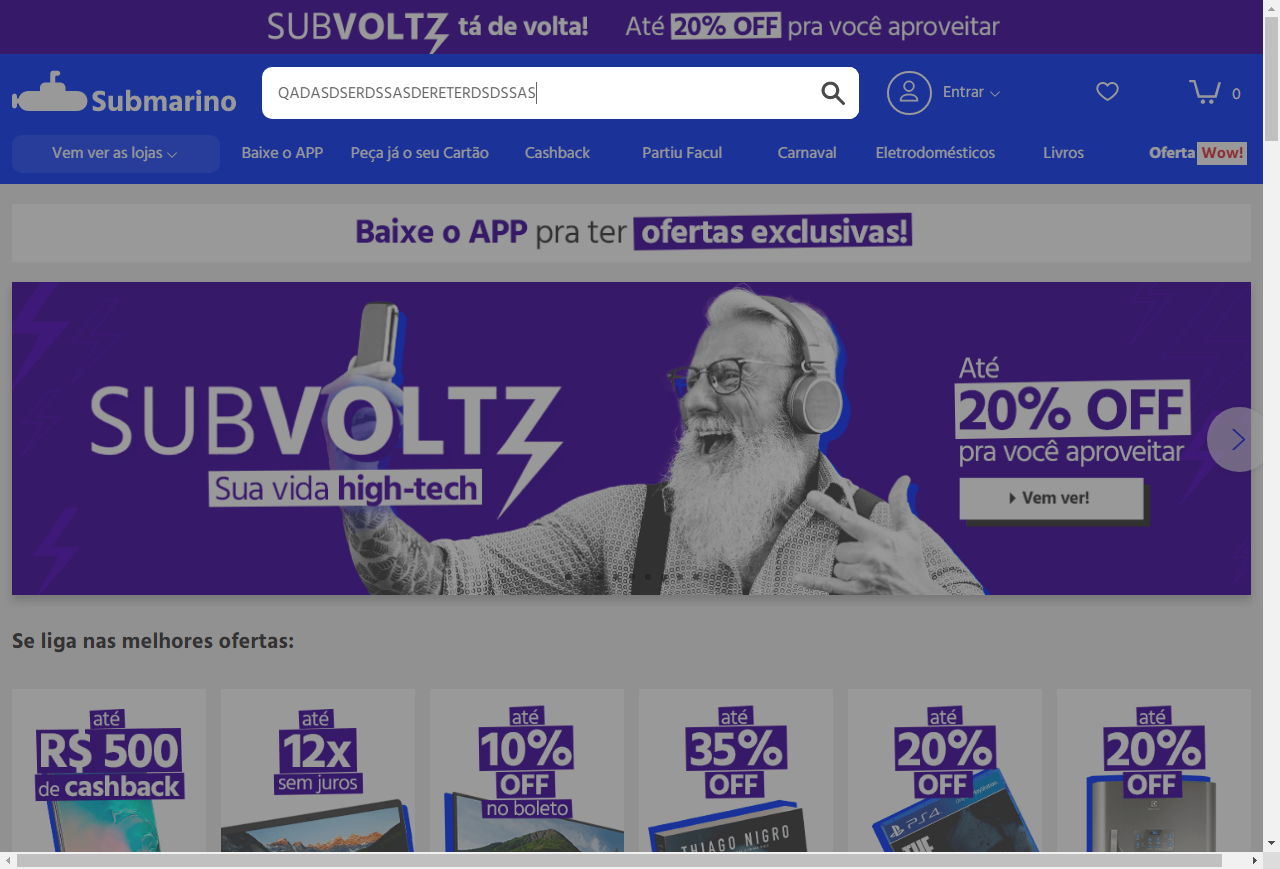 SUBVOLTZ tá de volta! Até 20% OFF pra você aproveitar
Submarino
QADASDSERDSSASDERETERDSDSSAS
Entrar
0
Vem ver as lojas
Baixe o APP
Peça já o seu Cartão
Cashback
Partiu Facul
Carnaval
Eletrodomésticos
Livros
Oferta Wow!
Baixe o APP pra ter ofertas exclusivas!
SUBVOLTZ
Sua vida high-tech
Até
20% OFF
pra você aproveitar
Vem ver!
Se liga nas melhores ofertas:
até
R$ 500
de cashback
até
12x
sem juros
até
10%
OFF
no boleto
até
35%
OFF
THIAGO NIGRO
até
20%
OFF
PS4
THE
até
20%
OFF